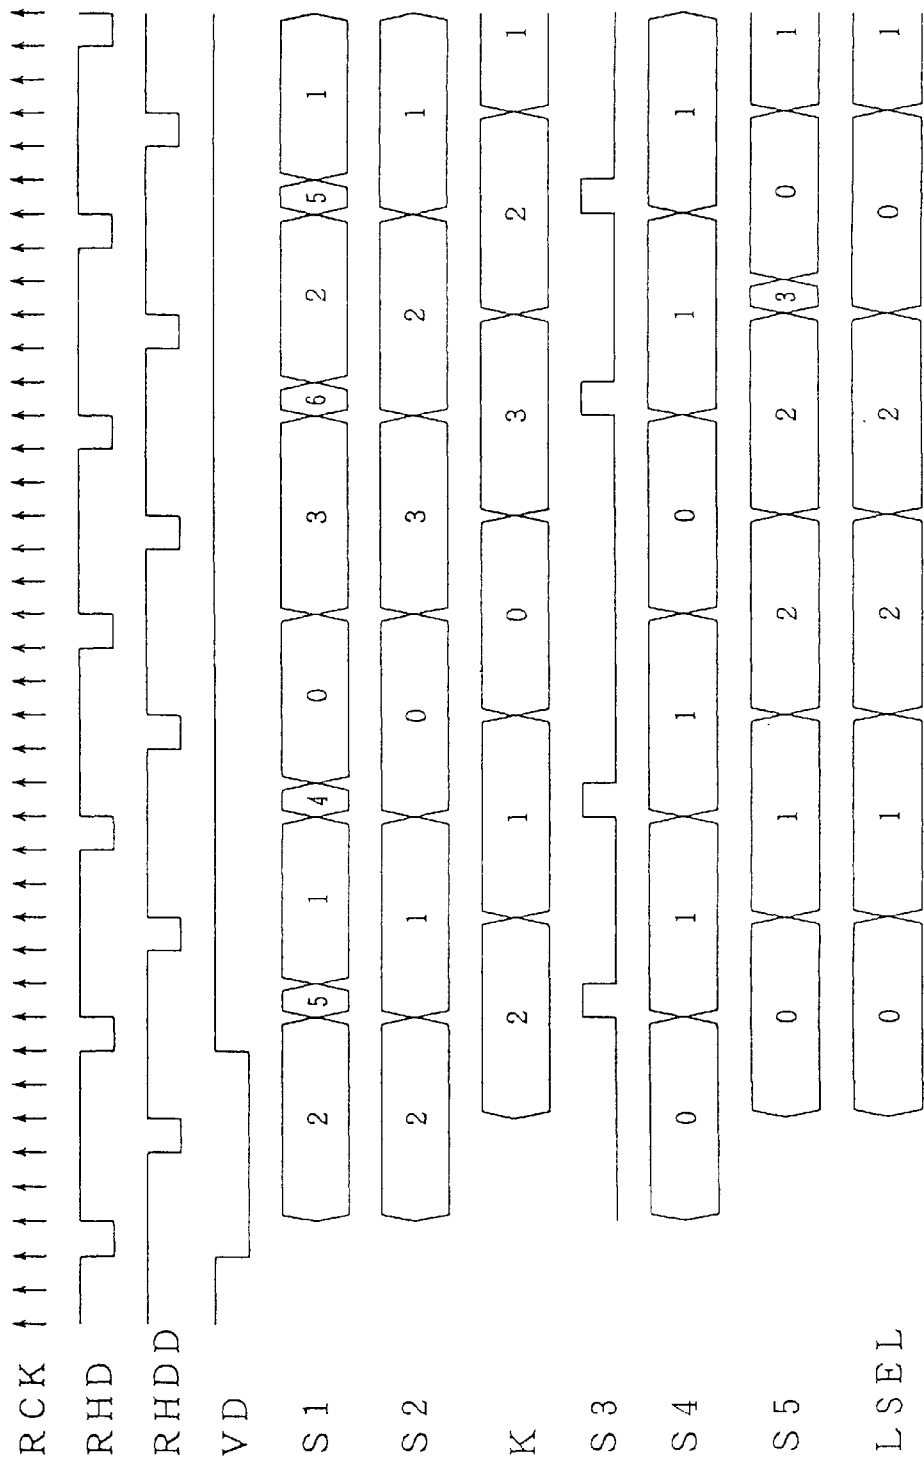 RCK
RHD
RHDD
VD
S1 2 5 1 4 0 3 6 2 5 1
S2 2 1 0 3 2 1
K 2 1 0 3 2 1
S3
S4 0 1 1 0 1 1
S5 0 1 2 2 3 0 1
LSEL 0 1 2 2 0 1